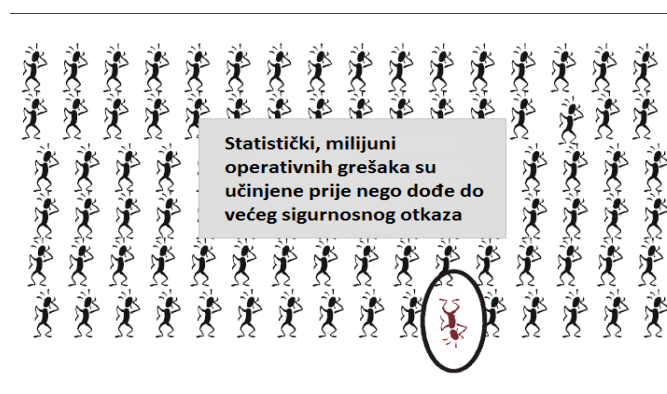 Statistički, milijuni
operativnih grešaka su
učinjene prije nego dođe do
većeg sigurnosnog otkaza